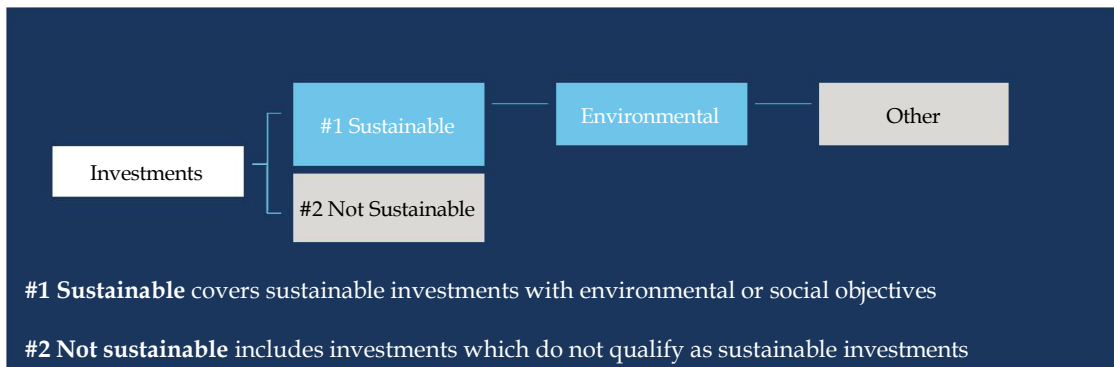 #1 Sustainable
Environmental
Other
Investments
#2 Not Sustainable
#1 Sustainable covers sustainable investments with environmental or social objectives
#2 Not sustainable includes investments which do not qualify as sustainable investments